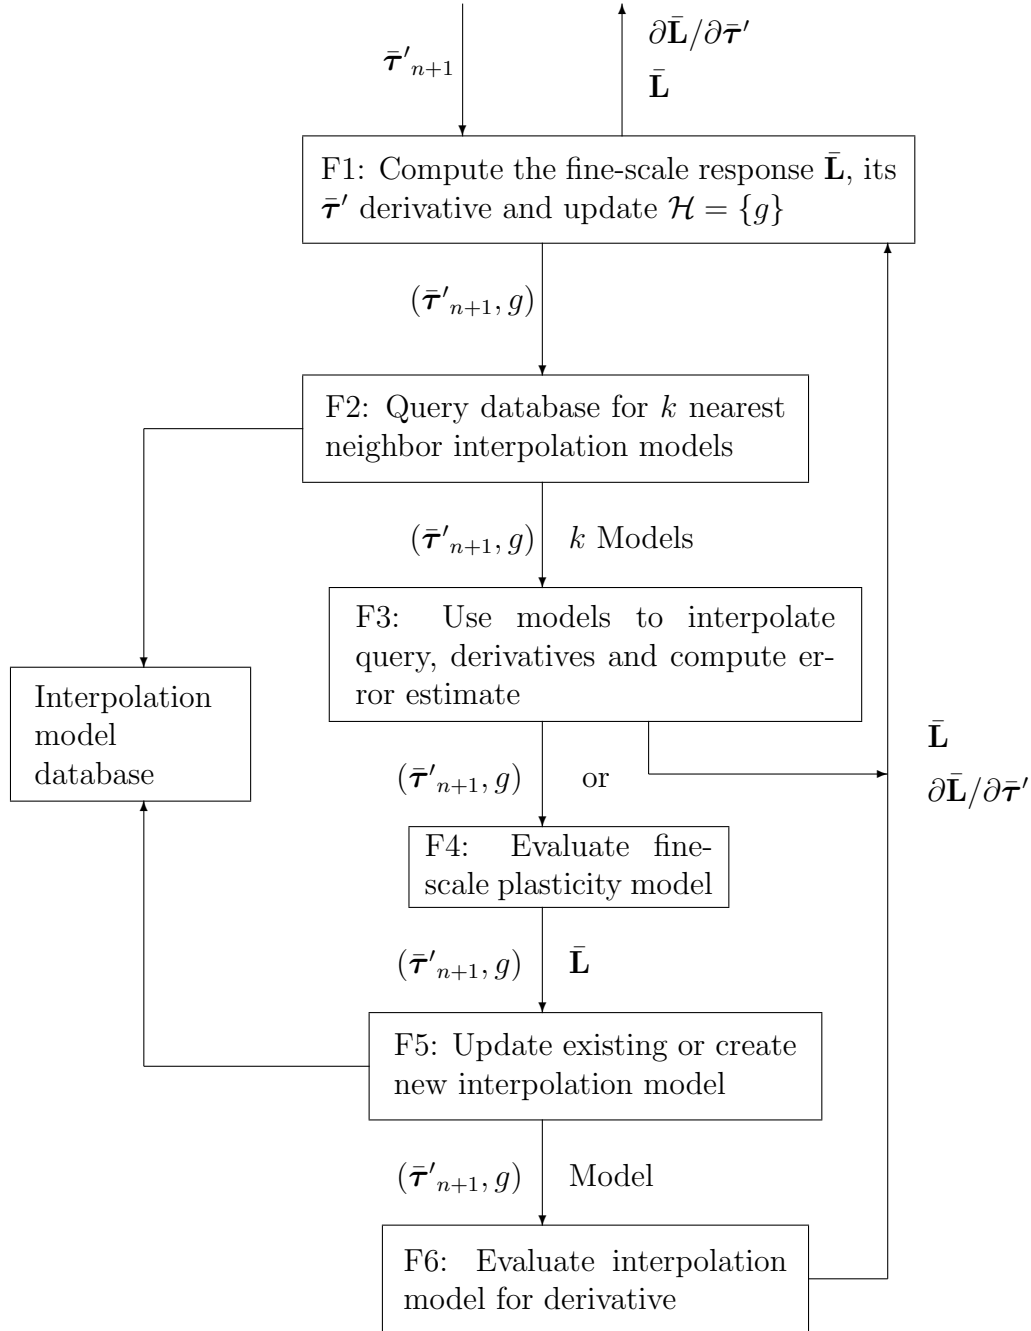 ∂L̄/∂τ̄′
τ̄′ₙ₊₁
L̄
F1: Compute the fine-scale response L̄, its
τ̄′ derivative and update ℋ = {g}
(τ̄′ₙ₊₁, g)
F2: Query database for k nearest
neighbor interpolation models
(τ̄′ₙ₊₁, g) k Models
F3: Use models to interpolate
query, derivatives and compute er-
ror estimate
Interpolation
model
database
L̄
∂L̄/∂τ̄′
(τ̄′ₙ₊₁, g) or
F4: Evaluate fine-
scale plasticity model
(τ̄′ₙ₊₁, g) L̄
F5: Update existing or create
new interpolation model
(τ̄′ₙ₊₁, g) Model
F6: Evaluate interpolation
model for derivative